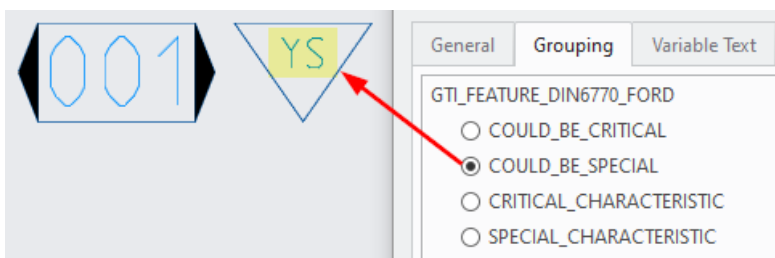 001 YS
General Grouping Variable Text
GTI_FEATURE_DIN6770_FORD
COULD_BE_CRITICAL
COULD_BE_SPECIAL
CRITICAL_CHARACTERISTIC
SPECIAL_CHARACTERISTIC